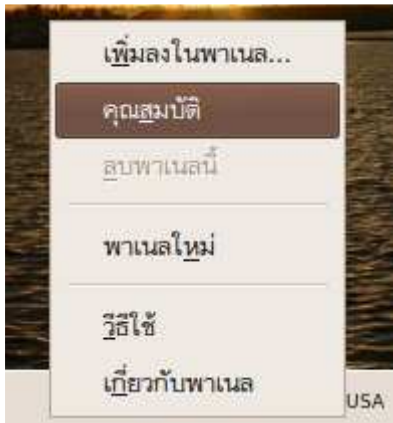 เพิ่มลงในพาเนล...
คุณสมบัติ
ลบพาเนลนี้
พาเนลใหม่
วิธีใช้
เกี่ยวกับพาเนล
USA